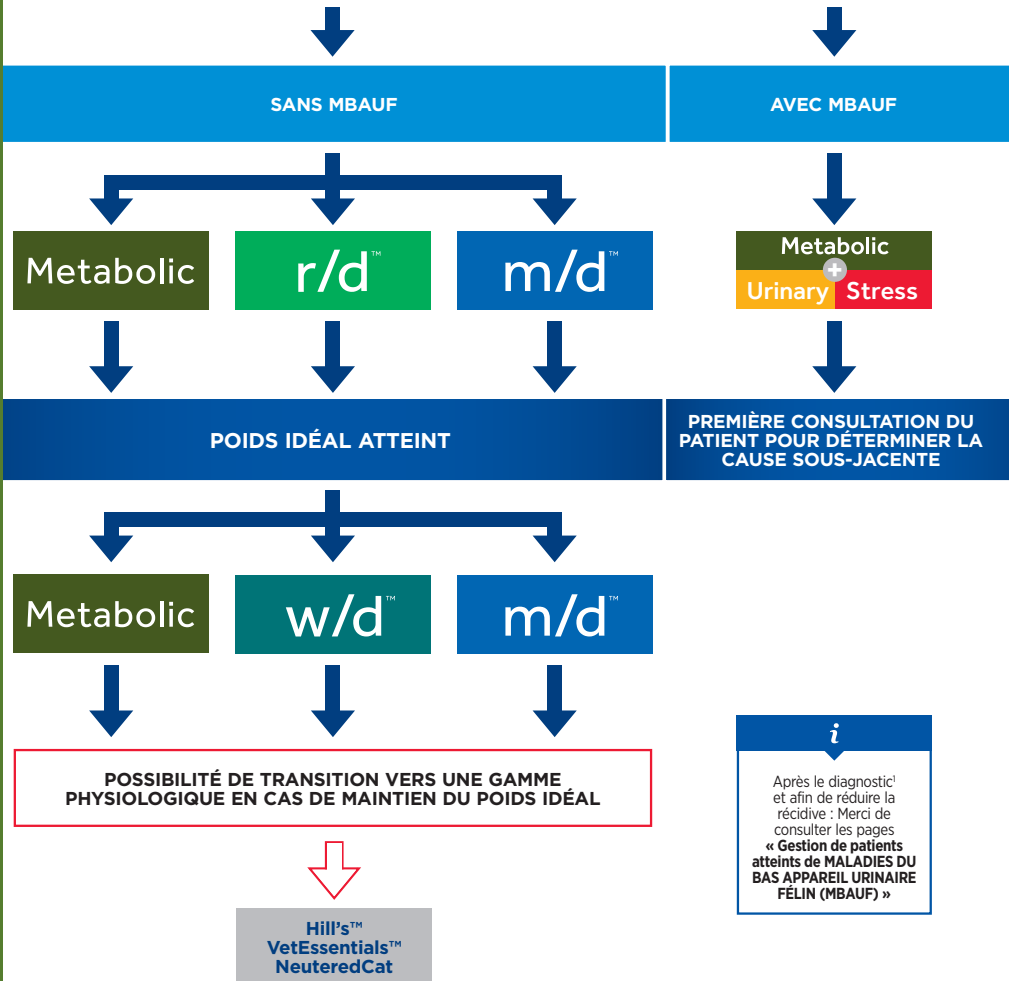 SANS MBAUF
AVEC MBAUF
Metabolic
r/d™
m/d™
Metabolic
+
Urinary Stress
POIDS IDÉAL ATTEINT
PREMIÈRE CONSULTATION DU
PATIENT POUR DÉTERMINER LA
CAUSE SOUS-JACENTE
Metabolic
w/d™
m/d™
POSSIBILITÉ DE TRANSITION VERS UNE GAMME
PHYSIOLOGIQUE EN CAS DE MAINTIEN DU POIDS IDÉAL
i
Après le diagnostic¹
et afin de réduire la
récidive : Merci de
consulter les pages
« Gestion de patients
atteints de MALADIES DU
BAS APPAREIL URINAIRE
FÉLIN (MBAUF) »
Hill's™
VetEssentials™
NeuteredCat